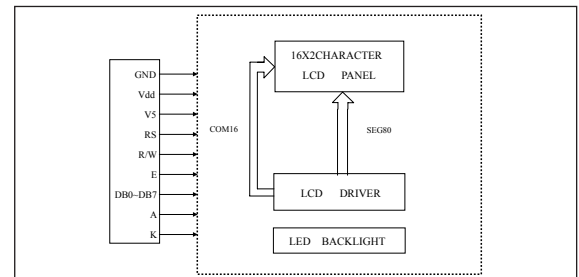 GND
Vdd
V5
RS
R/W
E
DB0~DB7
A
K
COM16
16X2CHARACTER
LCD PANEL
SEG80
LCD DRIVER
LED BACKLIGHT